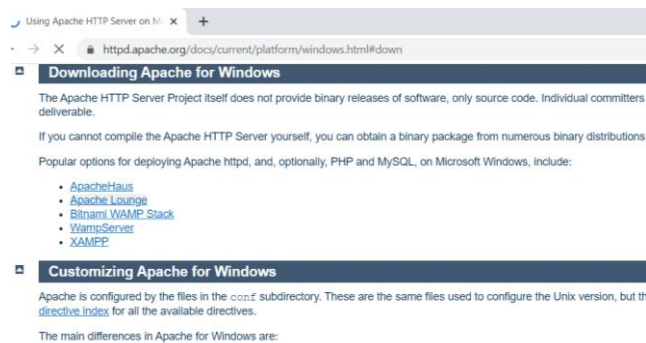 Using Apache HTTP Server on M
httpd.apache.org/docs/current/platform/windows.html#down
Downloading Apache for Windows
The Apache HTTP Server Project itself does not provide binary releases of software, only source code. Individual committers
deliverable.
If you cannot compile the Apache HTTP Server yourself, you can obtain a binary package from numerous binary distributions
Popular options for deploying Apache httpd, and, optionally, PHP and MySQL, on Microsoft Windows, include:
ApacheHaus
Apache Lounge
Bitnami WAMP Stack
WampServer
XAMPP
Customizing Apache for Windows
Apache is configured by the files in the conf subdirectory. These are the same files used to configure the Unix version, but th
directive index for all the available directives.
The main differences in Apache for Windows are: